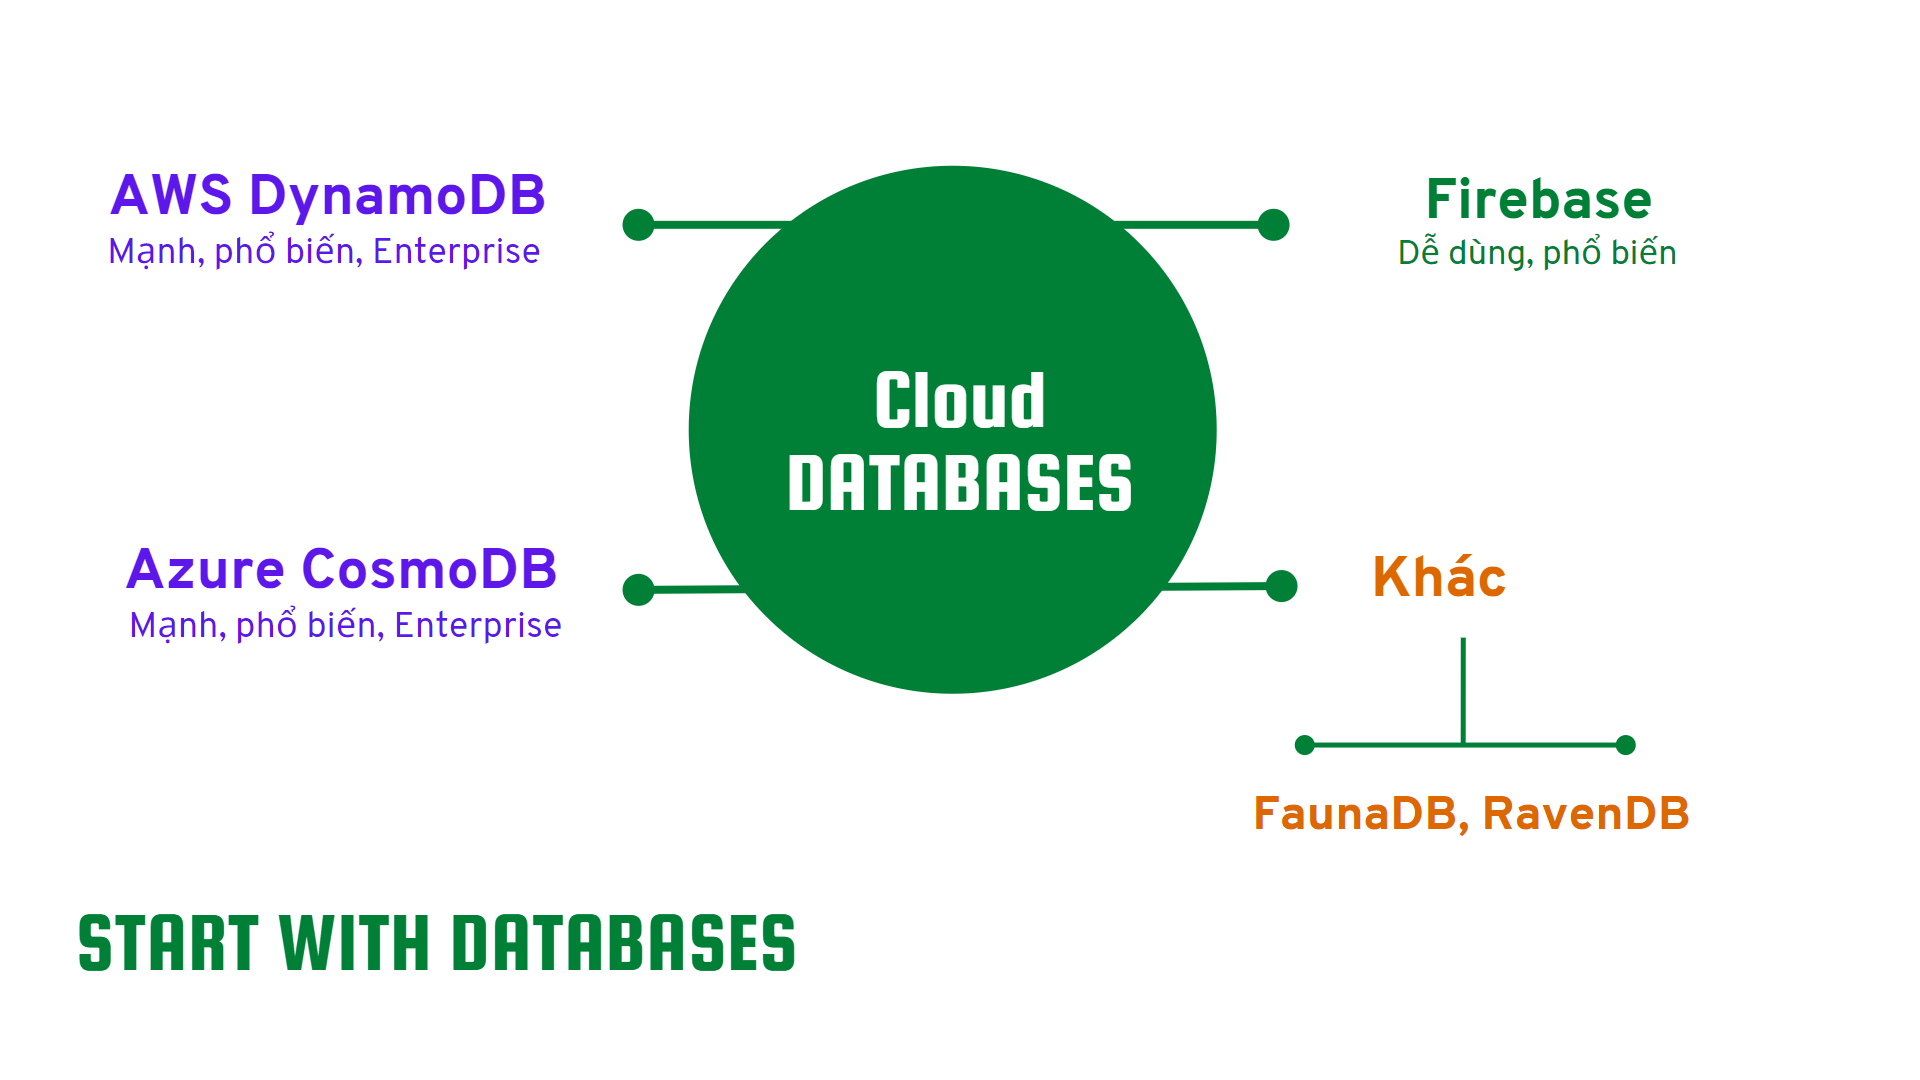 AWS DynamoDB
Mạnh, phổ biến, Enterprise
Firebase
Dễ dùng, phổ biến
Cloud
DATABASES
Azure CosmoDB
Mạnh, phổ biến, Enterprise
Khác
FaunaDB, RavenDB
START WITH DATABASES